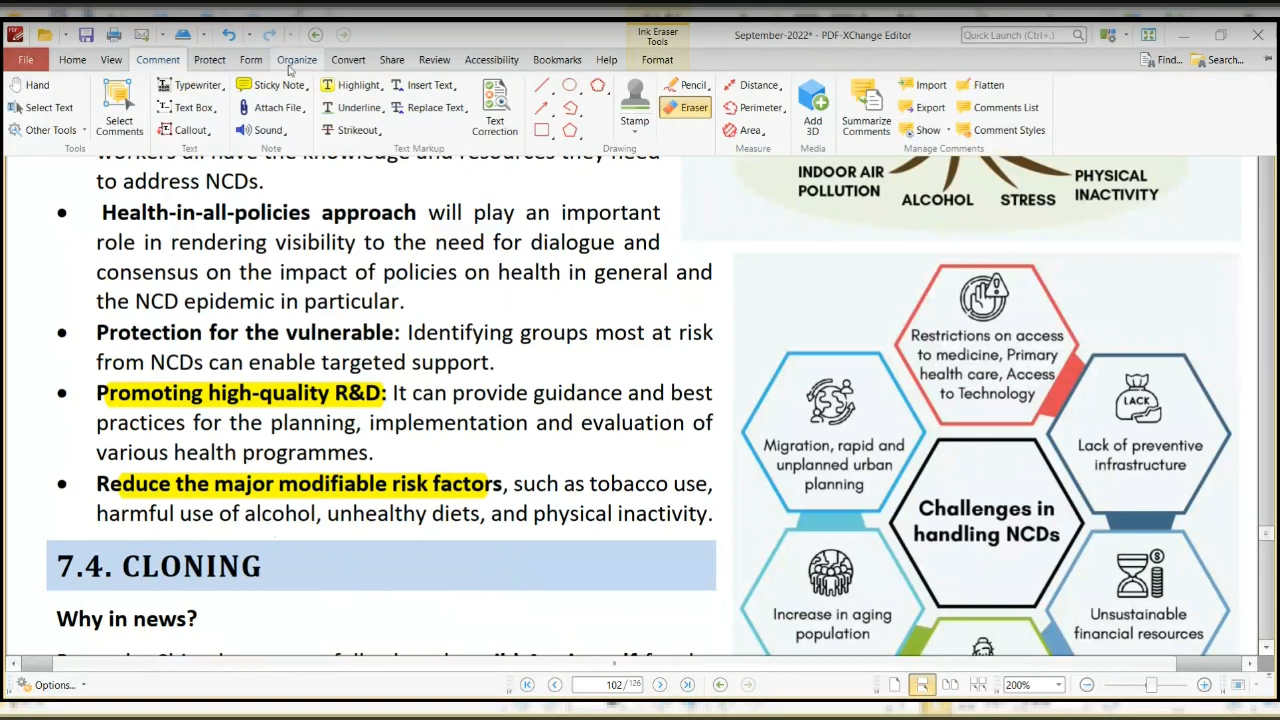 Ink Eraser
Tools
September-2022* - PDF-XChange Editor
Quick Launch (Ctrl+.)
File
Home
View
Comment
Protect
Form
Organize
Convert
Share
Review
Accessibility
Bookmarks
Help
Format
Find...
Search...
Hand
Select Text
Other Tools
Select
Comments
Tools
Typewriter
Text Box
Callout
Text
Sticky Note
Attach File
Sound
Note
Highlight
Underline
Strikeout
Insert Text
Replace Text
Text
Correction
Text Markup
Stamp
Pencil
Eraser
Drawing
Distance
Perimeter
Area
Measure
Add
3D
Media
Summarize
Comments
Import
Export
Show
Flatten
Comments List
Comment Styles
Manage Comments
workers all have the knowledge and resources they need
to address NCDs.
• Health-in-all-policies approach will play an important
role in rendering visibility to the need for dialogue and
consensus on the impact of policies on health in general and
the NCD epidemic in particular.
• Protection for the vulnerable: Identifying groups most at risk
from NCDs can enable targeted support.
• Promoting high-quality R&D: It can provide guidance and best
practices for the planning, implementation and evaluation of
various health programmes.
• Reduce the major modifiable risk factors, such as tobacco use,
harmful use of alcohol, unhealthy diets, and physical inactivity.
7.4. CLONING
Why in news?
INDOOR AIR
POLLUTION
ALCOHOL
STRESS
PHYSICAL
INACTIVITY
Restrictions on access
to medicine, Primary
health care, Access
to Technology
Migration, rapid and
unplanned urban
planning
LACK
Lack of preventive
infrastructure
Challenges in
handling NCDs
Increase in aging
population
Unsustainable
financial resources
Options...
102/126
200%